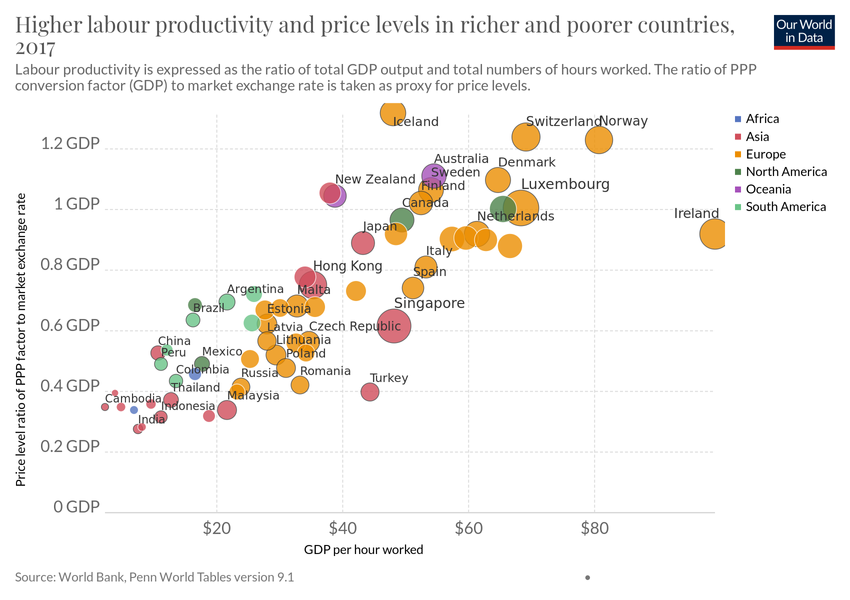 Higher labour productivity and price levels in richer and poorer countries,
2017
Our World
in Data
Labour productivity is expressed as the ratio of total GDP output and total numbers of hours worked. The ratio of PPP
conversion factor (GDP) to market exchange rate is taken as proxy for price levels.
Africa
Asia
Europe
North America
Oceania
South America
Price level ratio of PPP factor to market exchange rate
1.2 GDP
1 GDP
0.8 GDP
0.6 GDP
0.4 GDP
0.2 GDP
0 GDP
Iceland
Switzerland
Norway
Australia
Denmark
Sweden
New Zealand
Finland
Luxembourg
Canada
Netherlands
Ireland
Japan
Italy
Hong Kong
Spain
Argentina
Malta
Singapore
Brazil
Estonia
Latvia
Czech Republic
China
Lithuania
Peru
Mexico
Poland
Colombia
Russia
Romania
Turkey
Thailand
Malaysia
Cambodia
Indonesia
India
$20
$40
$60
$80
GDP per hour worked
Source: World Bank, Penn World Tables version 9.1